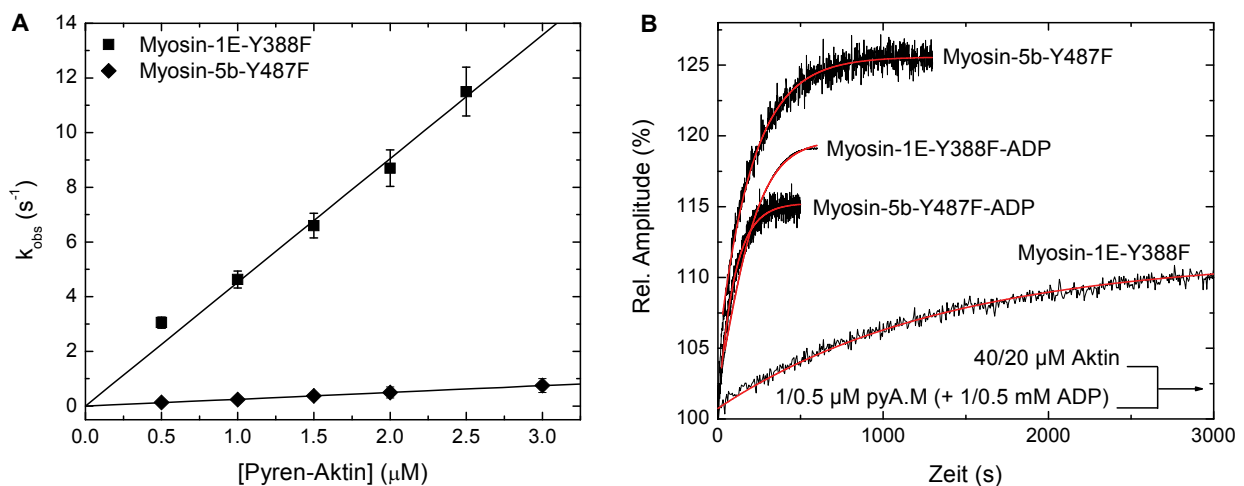 A
Myosin-1E-Y388F
Myosin-5b-Y487F
14
12
10
8
6
4
2
0
k_obs (s⁻¹)
0.0 0.5 1.0 1.5 2.0 2.5 3.0
[Pyren-Aktin] (μM)
B
Myosin-5b-Y487F
Myosin-1E-Y388F-ADP
Myosin-5b-Y487F-ADP
Myosin-1E-Y388F
40/20 μM Aktin
1/0.5 μM pyA.M (+ 1/0.5 mM ADP)
125
120
115
110
105
100
Rel. Amplitude (%)
0 1000 2000 3000
Zeit (s)